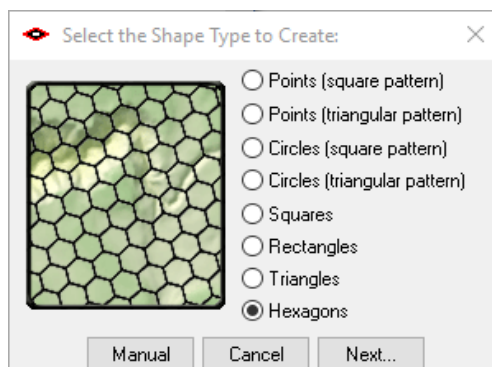 Select the Shape Type to Create:
Points (square pattern)
Points (triangular pattern)
Circles (square pattern)
Circles (triangular pattern)
Squares
Rectangles
Triangles
Hexagons
Manual Cancel Next...